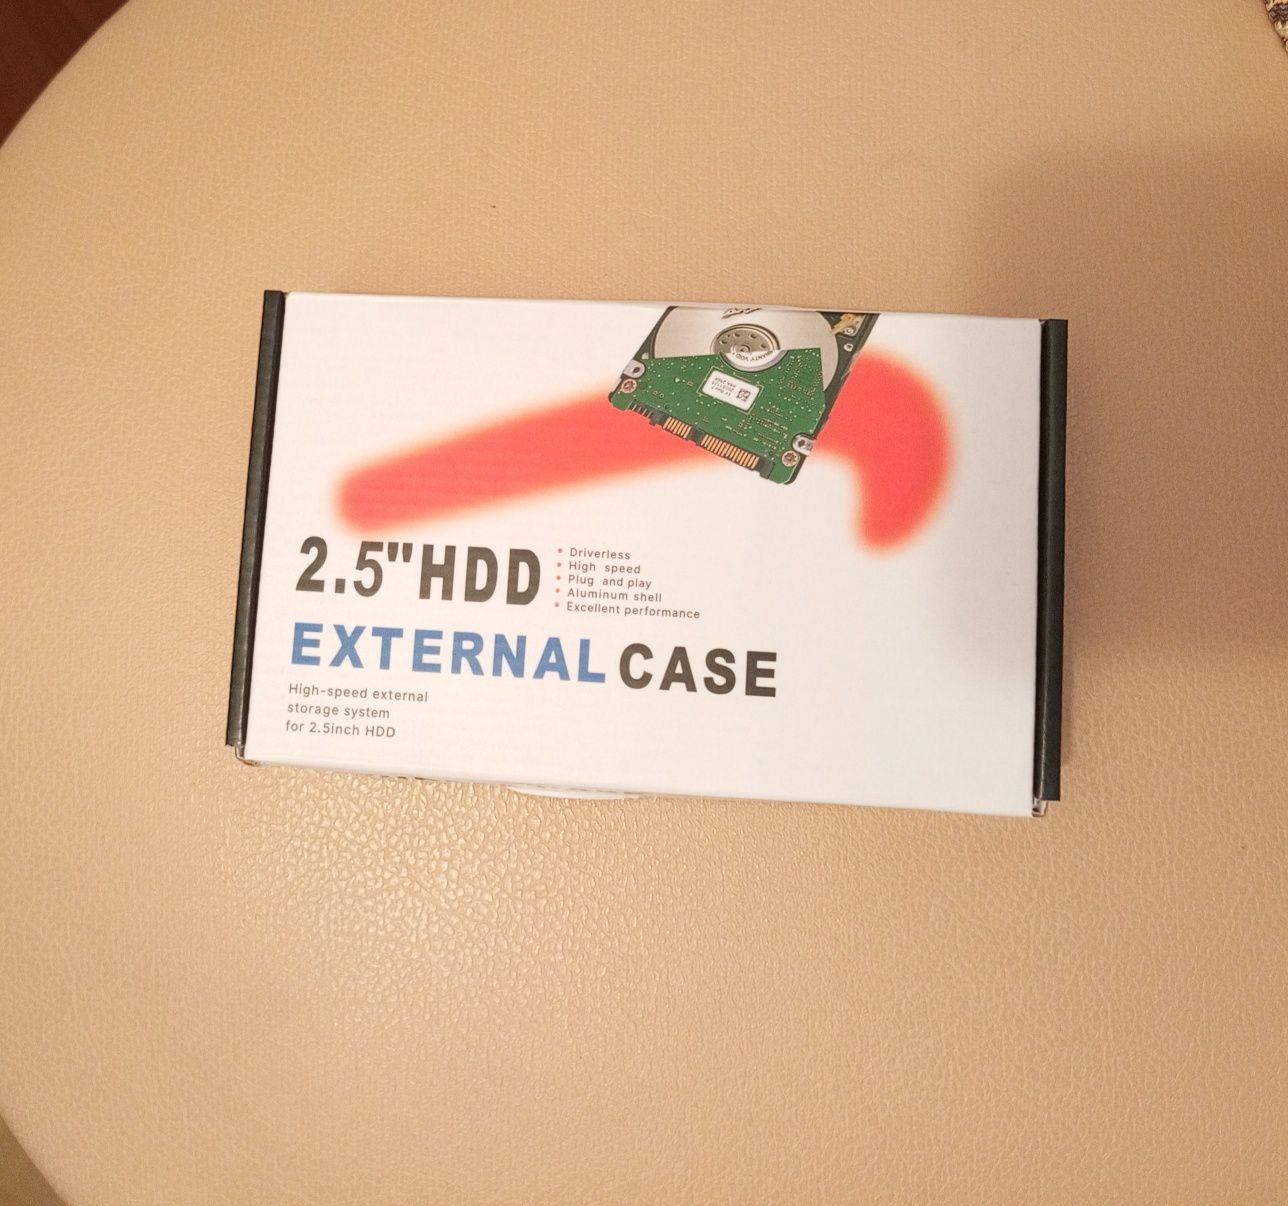 2.5"HDD
• Driverless
• High speed
• Plug and play
• Aluminum shell
• Excellent performance
EXTERNAL CASE
High-speed external
storage system
for 2.5inch HDD